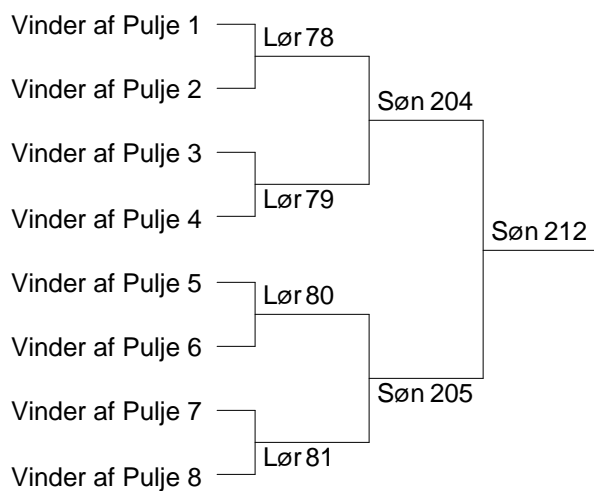 Vinder af Pulje 1
Lør 78
Vinder af Pulje 2
Søn 204
Vinder af Pulje 3
Lør 79
Vinder af Pulje 4
Søn 212
Vinder af Pulje 5
Lør 80
Vinder af Pulje 6
Søn 205
Vinder af Pulje 7
Lør 81
Vinder af Pulje 8